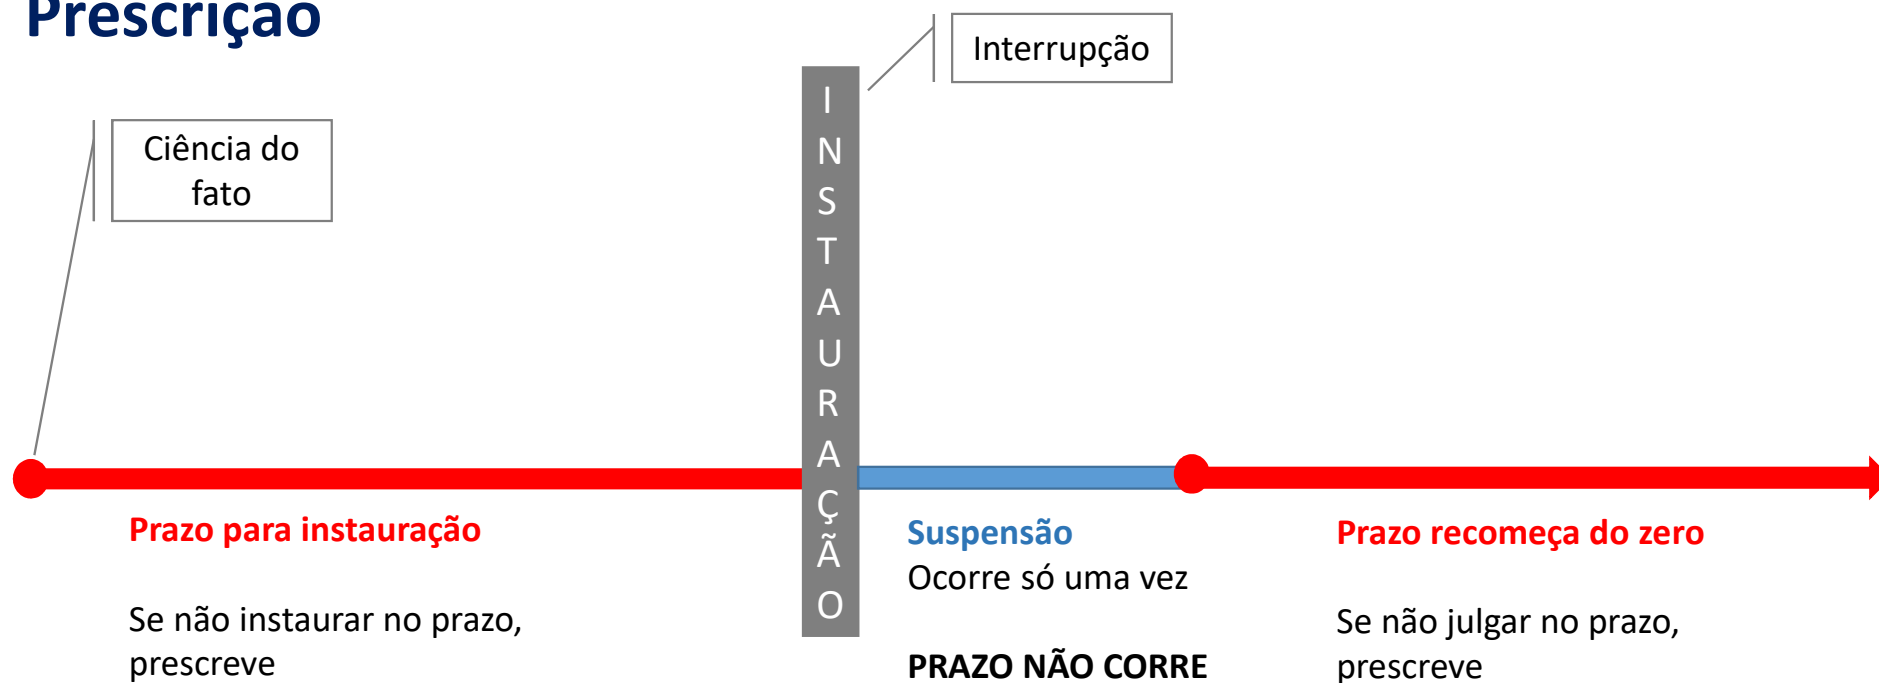 Prescrição
Interrupção
Ciência do
fato
INSTAURAÇÃO
Prazo para instauração
Se não instaurar no prazo,
prescreve
Suspensão
Ocorre só uma vez
PRAZO NÃO CORRE
Prazo recomeça do zero
Se não julgar no prazo,
prescreve